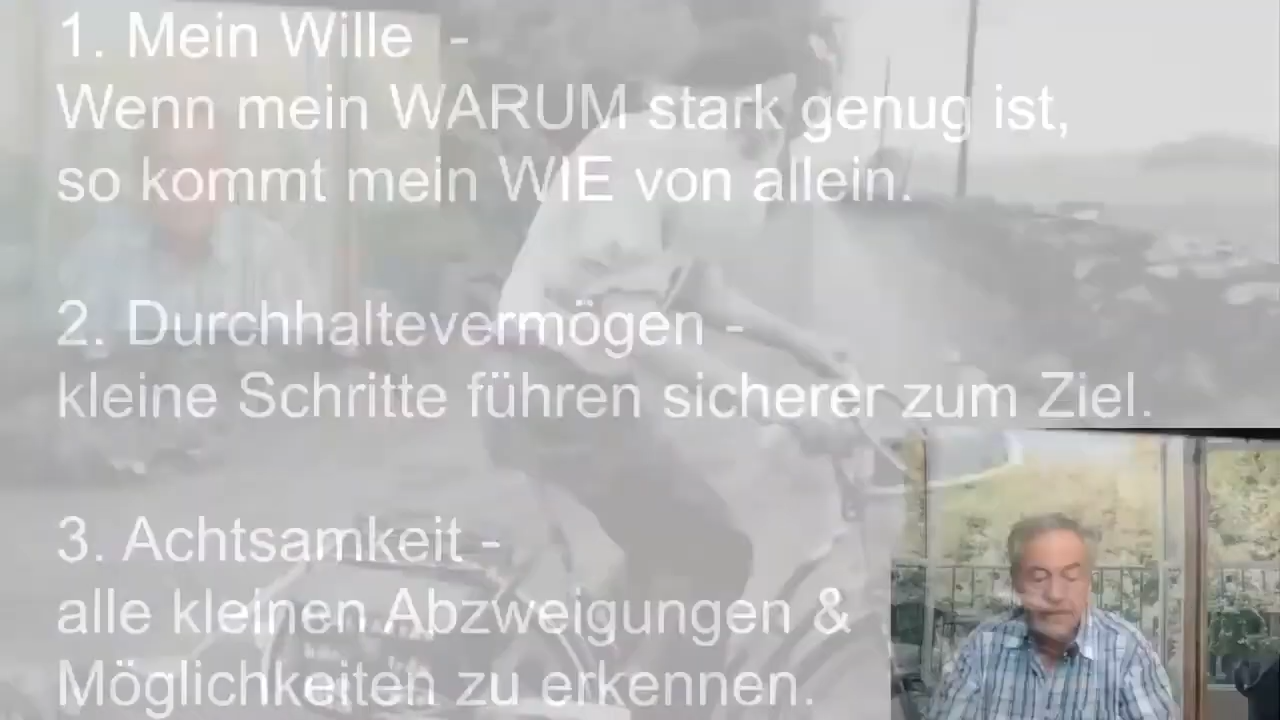 1. Mein Wille -
Wenn mein WARUM stark genug ist,
so kommt mein WIE von allein.
2. Durchhaltevermögen -
kleine Schritte führen sicherer zum Ziel.
3. Achtsamkeit -
alle kleinen Abzweigungen &
Möglichkeiten zu erkennen.